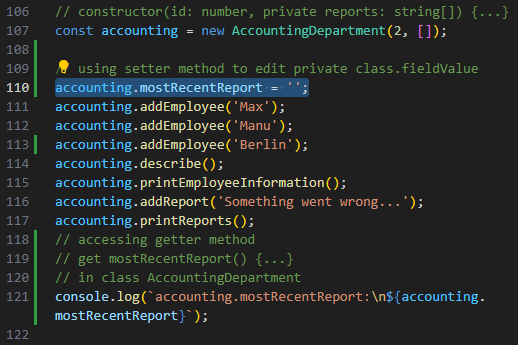 106 // constructor(id: number, private reports: string[]) {...}
107 const accounting = new AccountingDepartment(2, []);
108
109 // using setter method to edit private class.fieldValue
110 accounting.mostRecentReport = '';
111 accounting.addEmployee('Max');
112 accounting.addEmployee('Manu');
113 accounting.addEmployee('Berlin');
114 accounting.describe();
115 accounting.printEmployeeInformation();
116 accounting.addReport('Something went wrong...');
117 accounting.printReports();
118 // accessing getter method
119 // get mostRecentReport() {...}
120 // in class AccountingDepartment
121 console.log(`accounting.mostRecentReport:\n${accounting.
mostRecentReport}`);
122